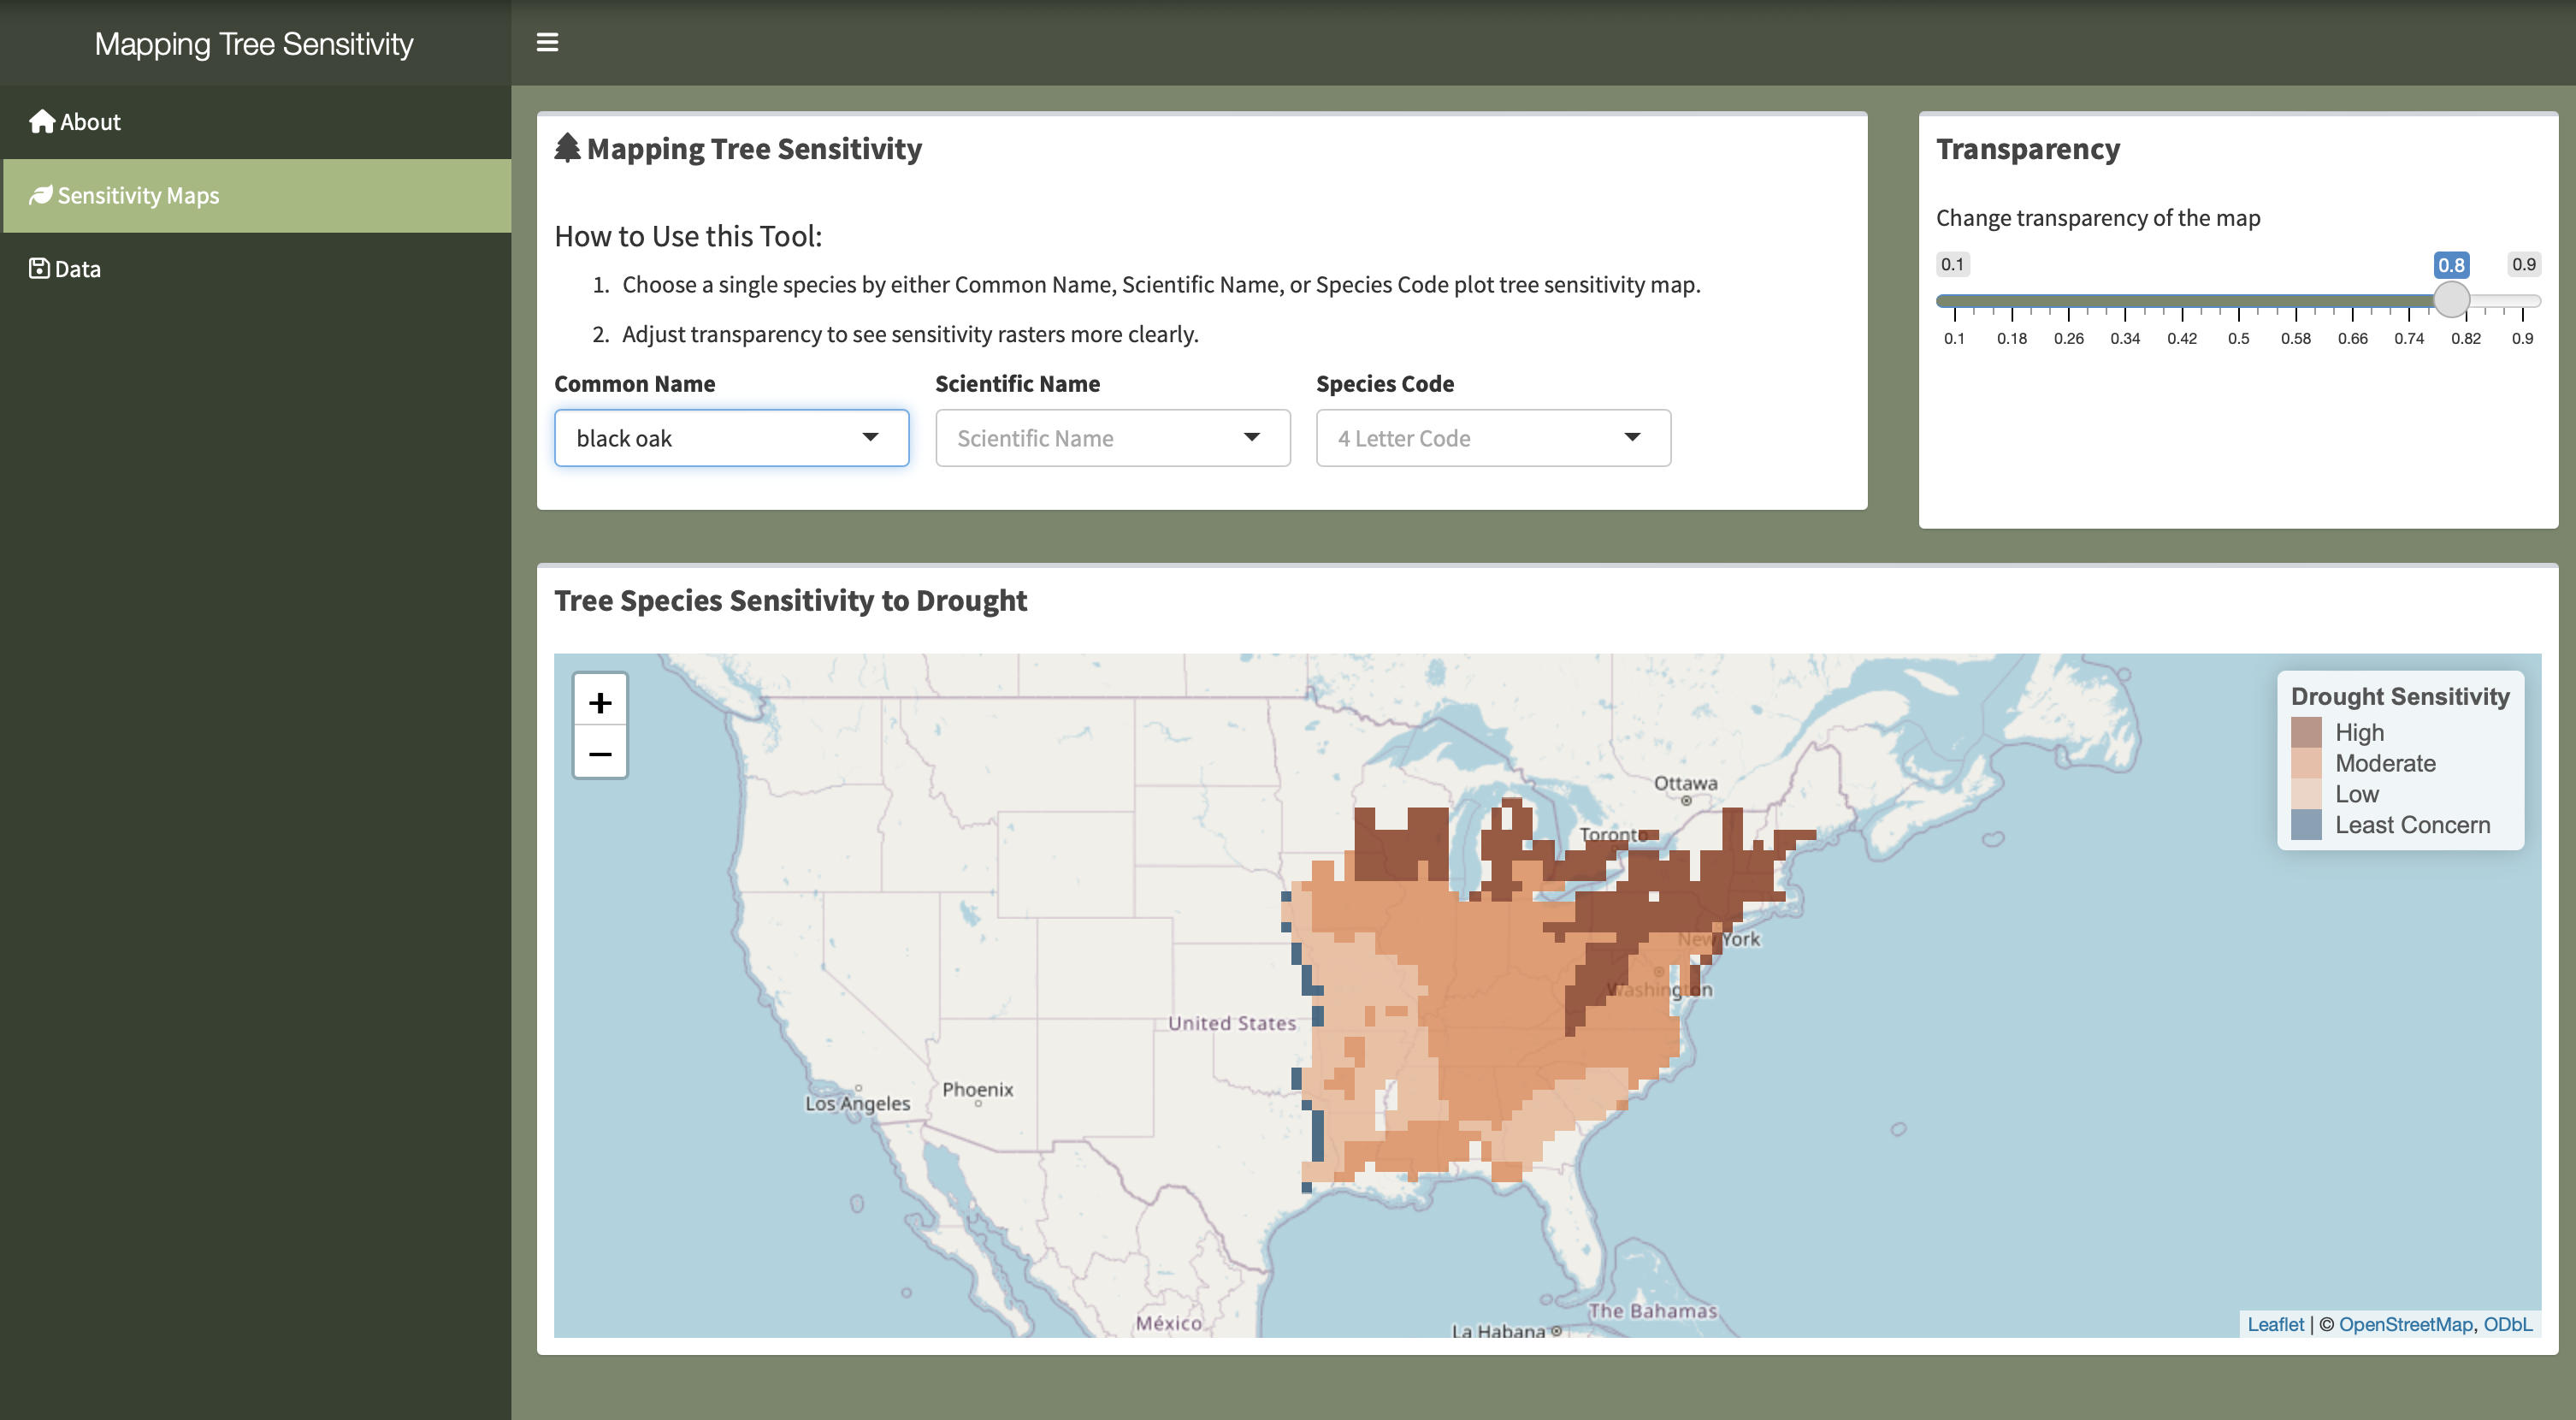 Mapping Tree Sensitivity
About
Sensitivity Maps
Data
Mapping Tree Sensitivity
How to Use this Tool:
1. Choose a single species by either Common Name, Scientific Name, or Species Code plot tree sensitivity map.
2. Adjust transparency to see sensitivity rasters more clearly.
Common Name Scientific Name Species Code
black oak Scientific Name 4 Letter Code
Transparency
Change transparency of the map
0.1 0.8 0.9
0.1 0.18 0.26 0.34 0.42 0.5 0.58 0.66 0.74 0.82 0.9
Tree Species Sensitivity to Drought
+
−
Drought Sensitivity
High
Moderate
Low
Least Concern
Ottawa
Toronto
New York
Washington
United States
Phoenix
Los Angeles
The Bahamas
México
La Habana
Leaflet | © OpenStreetMap, ODbL